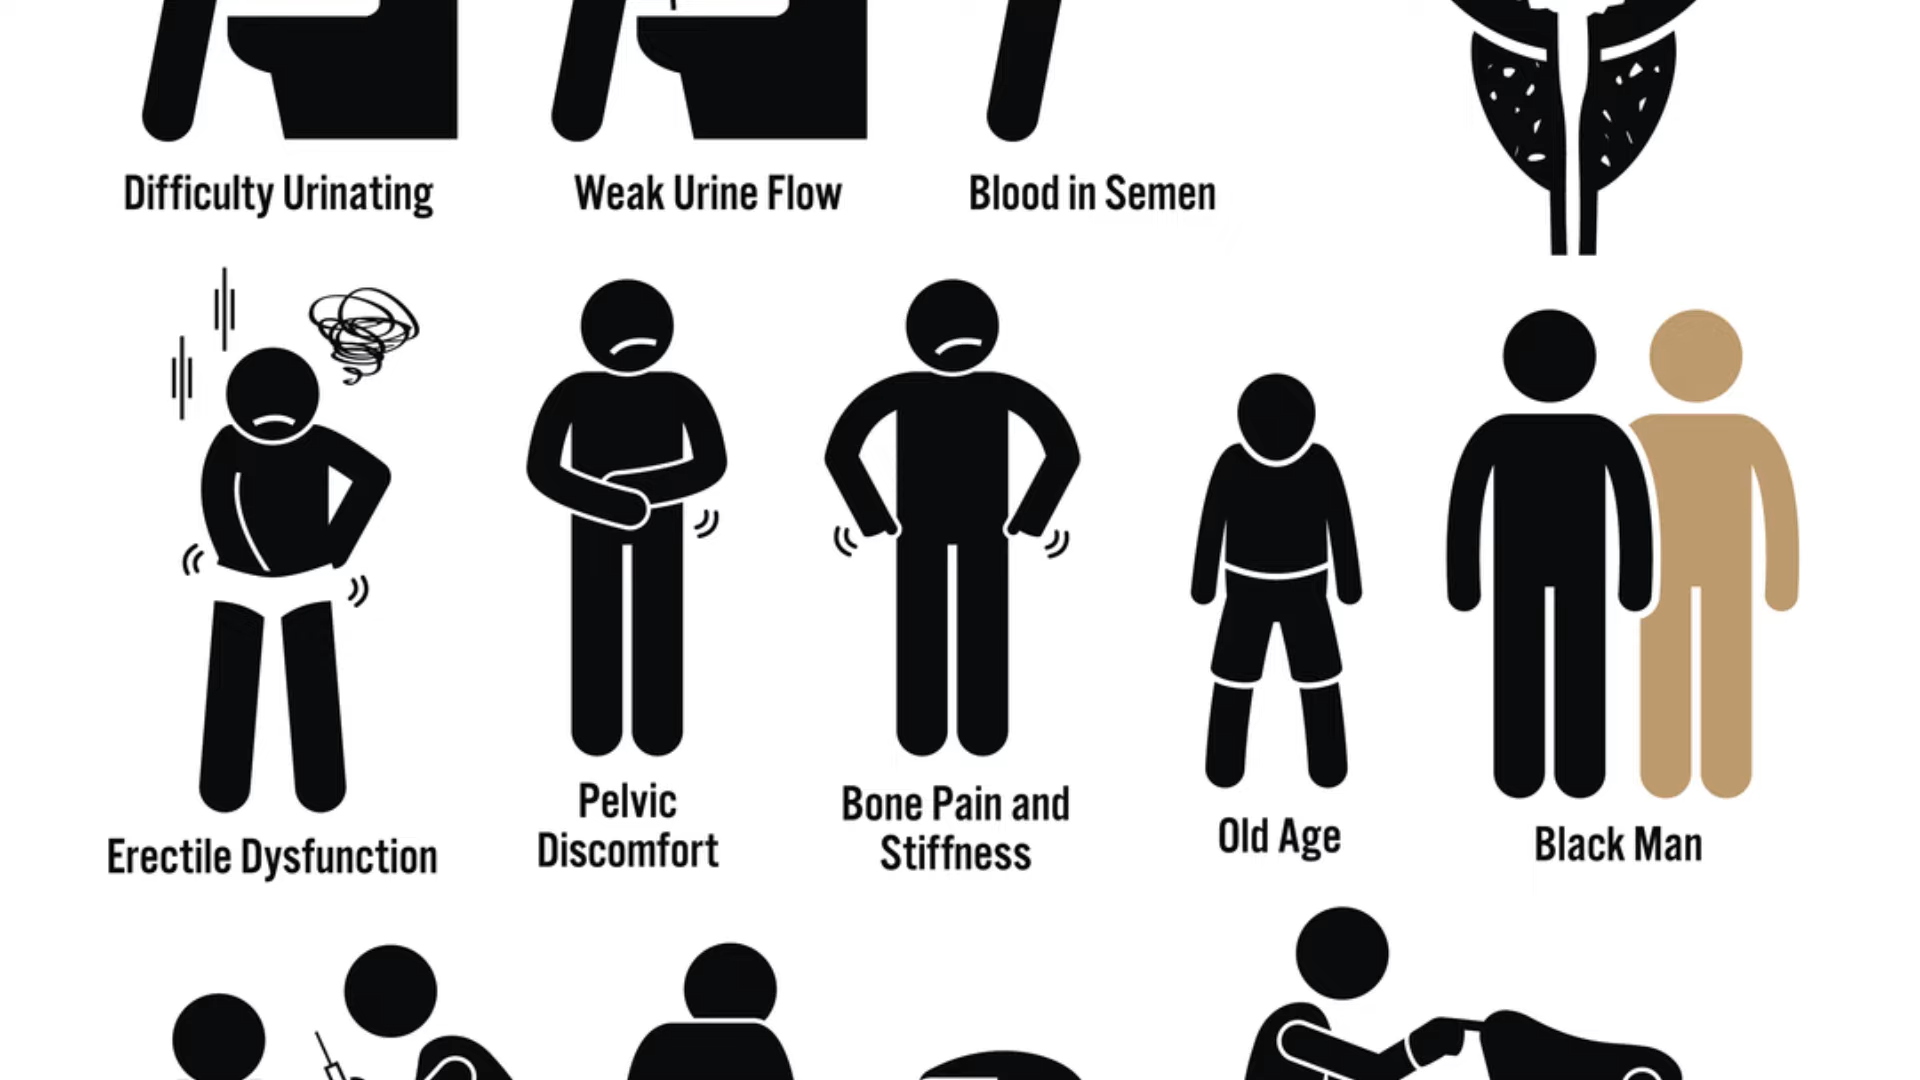 Difficulty Urinating
Weak Urine Flow
Blood in Semen
Erectile Dysfunction
Pelvic
Discomfort
Bone Pain and
Stiffness
Old Age
Black Man